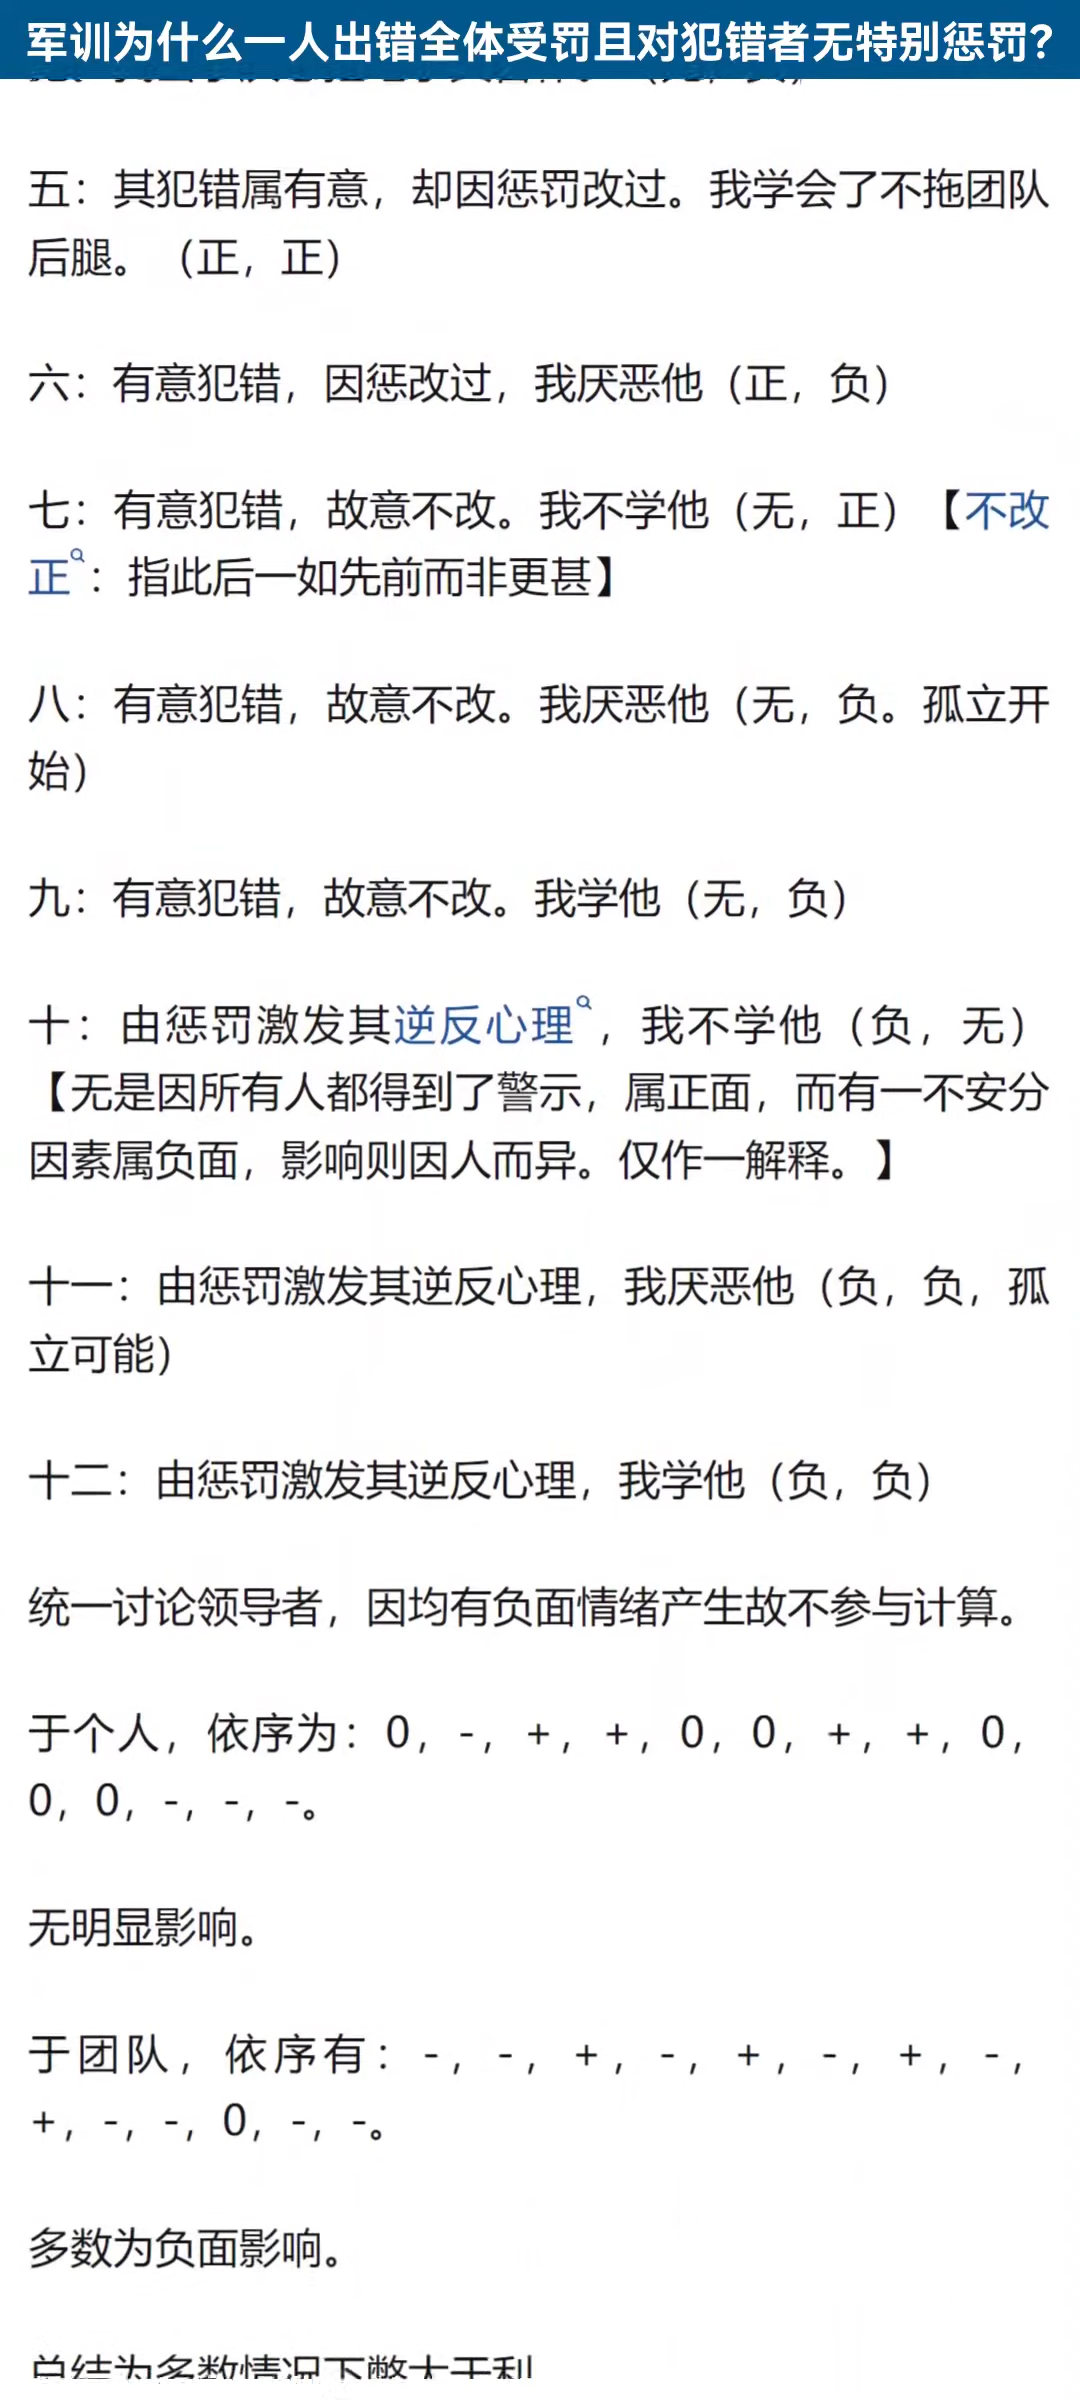 军训为什么一人出错全体受罚且对犯错者无特别惩罚?
五：其犯错属有意，却因惩罚改过。我学会了不拖团队
后腿。（正，正）
六：有意犯错，因惩改过，我厌恶他（正，负）
七：有意犯错，故意不改。我不学他（无，正）【不改
正：指此后一如先前而非更甚】
八：有意犯错，故意不改。我厌恶他（无，负。孤立开
始）
九：有意犯错，故意不改。我学他（无，负）
十：由惩罚激发其逆反心理，我不学他（负，无）
【无是因所有人都得到了警示，属正面，而有一不安分
因素属负面，影响则因人而异。仅作一解释。】
十一：由惩罚激发其逆反心理，我厌恶他（负，负，孤
立可能）
十二：由惩罚激发其逆反心理，我学他（负，负）
统一讨论领导者，因均有负面情绪产生故不参与计算。
于个人，依序为：0，-，+，+，0，0，+，+，0，
0，0，-，-，-。
无明显影响。
于团队，依序有：-，-，+，-，+，-，+，-，
+，-，-，0，-，-。
多数为负面影响。
总结为多数情况下弊大于利